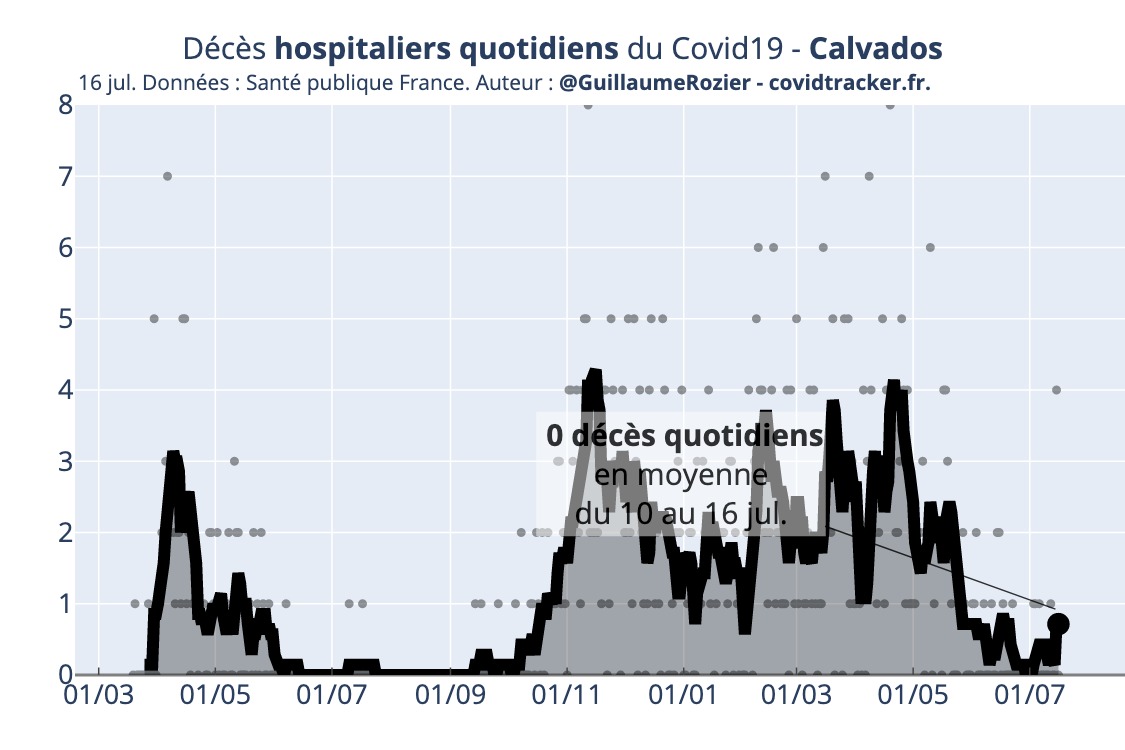 Décès hospitaliers quotidiens du Covid19 - Calvados
16 jul. Données : Santé publique France. Auteur : @GuillaumeRozier - covidtracker.fr.
8
7
6
5
4
3
2
1
0
0 décès quotidiens
en moyenne
du 10 au 16 jul.
01/03 01/05 01/07 01/09 01/11 01/01 01/03 01/05 01/07